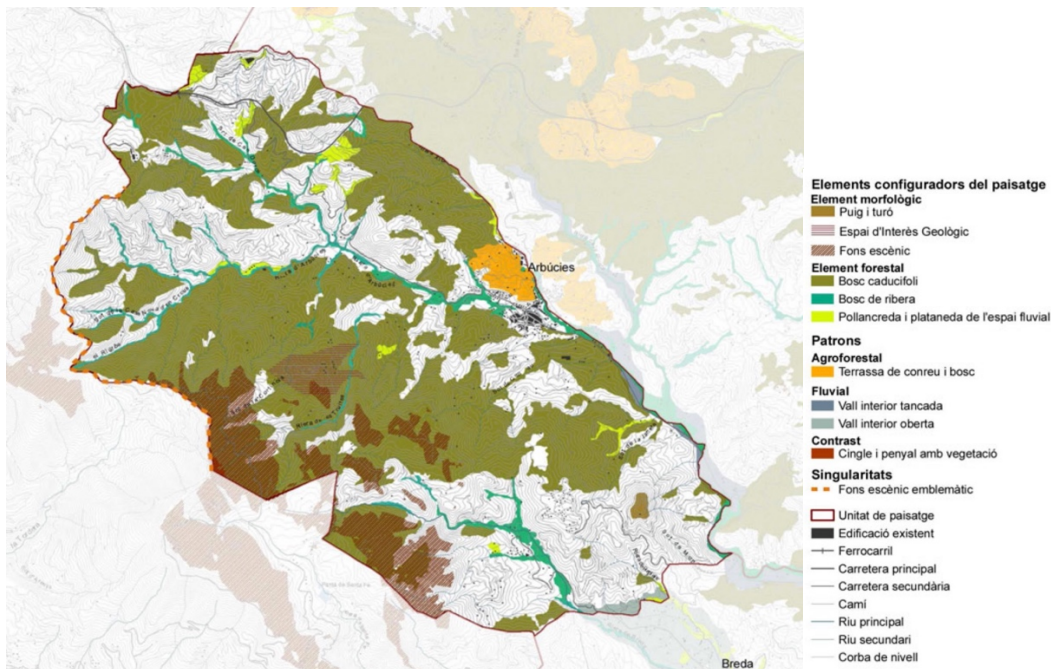 Elements configuradors del paisatge
Element morfològic
Puig i turó
Espai d'Interès Geològic
Fons escènic
Element forestal
Bosc caducifoli
Bosc de ribera
Pollancreda i plataneda de l'espai fluvial
Patrons
Agroforestal
Terrassa de conreu i bosc
Fluvial
Vall interior tancada
Vall interior oberta
Contrast
Cingle i penyal amb vegetació
Singularitats
Fons escènic emblemàtic
Unitat de paisatge
Edificació existent
Ferrocarril
Carretera principal
Carretera secundària
Camí
Riu principal
Riu secundari
Corba de nivell
Arbúcies
Breda